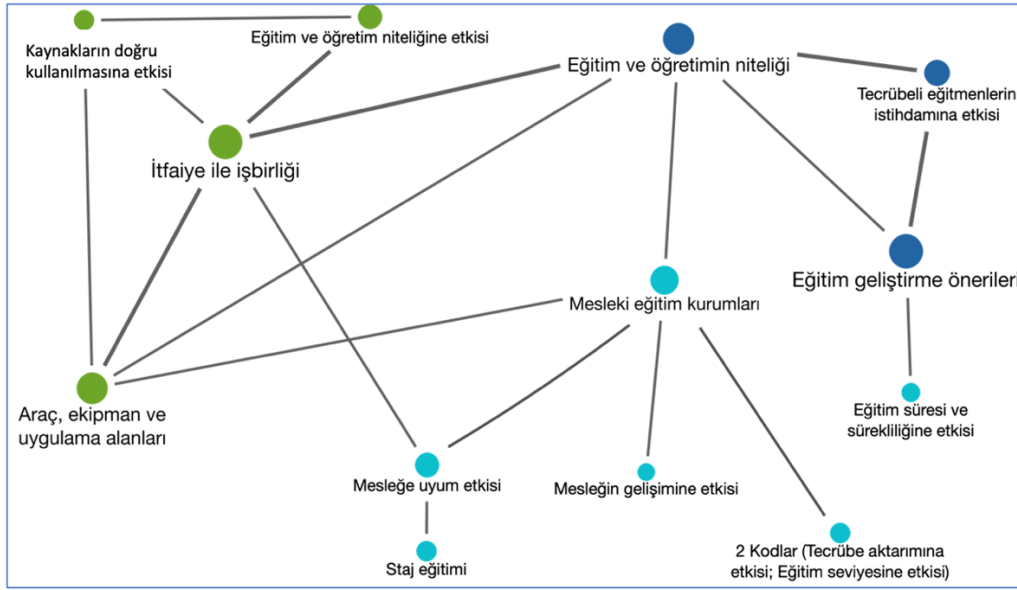 Kaynakların doğru
kullanılmasına etkisi
Eğitim ve öğretim niteliğine etkisi
Eğitim ve öğretimin niteliği
Tecrübeli eğitmenlerin
istihdamına etkisi
İtfaiye ile işbirliği
Eğitim geliştirme önerileri
Mesleki eğitim kurumları
Araç, ekipman ve
uygulama alanları
Eğitim süresi ve
sürekliliğine etkisi
Mesleğe uyum etkisi
Mesleğin gelişimine etkisi
Staj eğitimi
2 Kodlar (Tecrübe aktarımına
etkisi; Eğitim seviyesine etkisi)